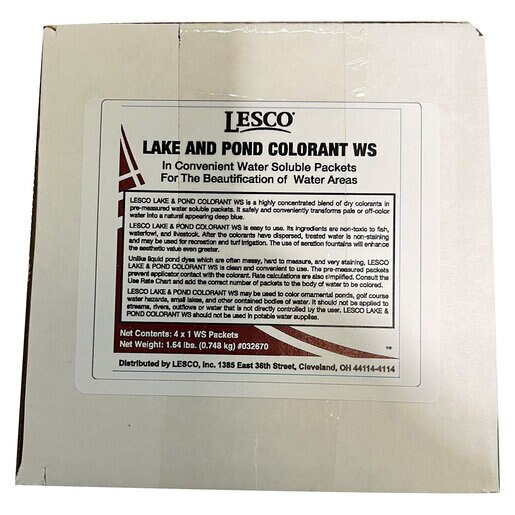 LESCO®
LAKE AND POND COLORANT WS
In Convenient Water Soluble Packets
For The Beautification of Water Areas
LESCO LAKE & POND COLORANT WS is a highly concentrated blend of dry colorants in
pre-measured water soluble packets. It safely and conveniently transforms pale or off-color
water into a natural appearing deep blue.
LESCO LAKE & POND COLORANT WS is easy to use. Its ingredients are non-toxic to fish,
waterfowl, and livestock. After the colorants have dispersed, treated water is non-staining
and may be used for recreation and turf irrigation. The use of aeration fountains will enhance
the aesthetic value even greater.
Unlike liquid pond dyes which are often messy, hard to measure, and very staining, LESCO
LAKE & POND COLORANT WS is clean and convenient to use. The pre-measured packets
prevent applicator contact with the colorant. Rate calculations are also simplified. Consult the
Use Rate Chart and add the correct number of packets to the body of water to be colored.
LESCO LAKE & POND COLORANT WS may be used to color ornamental ponds, golf course
water hazards, small lakes, and other contained bodies of water. It should not be applied to
streams, rivers, outflows or water that is not directly controlled by the user. LESCO LAKE &
POND COLORANT WS should not be used in potable water supplies.
Net Contents: 4 x 1 WS Packets
Net Weight: 1.64 lbs. (0.748 kg) #032670
TM
Distributed by LESCO, Inc. 1385 East 36th Street, Cleveland, OH 44114-4114